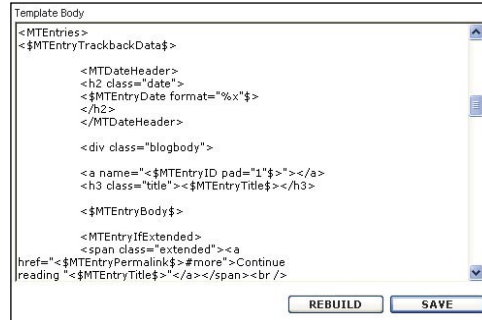 Template Body
<MTEntries>
<$MTEntryTrackbackData$>
<MTDateHeader>
<h2 class="date">
<$MTEntryDate format="%x"$>
</h2>
</MTDateHeader>
<div class="blogbody">
<a name="<$MTEntryID pad="1"$>"></a>
<h3 class="title"><$MTEntryTitle$></h3>
<$MTEntryBody$>
<MTEntryIfExtended>
<span class="extended"><a
href="<$MTEntryPermalink$>#more">Continue
reading "<$MTEntryTitle$>"</a></span><br />
REBUILD SAVE